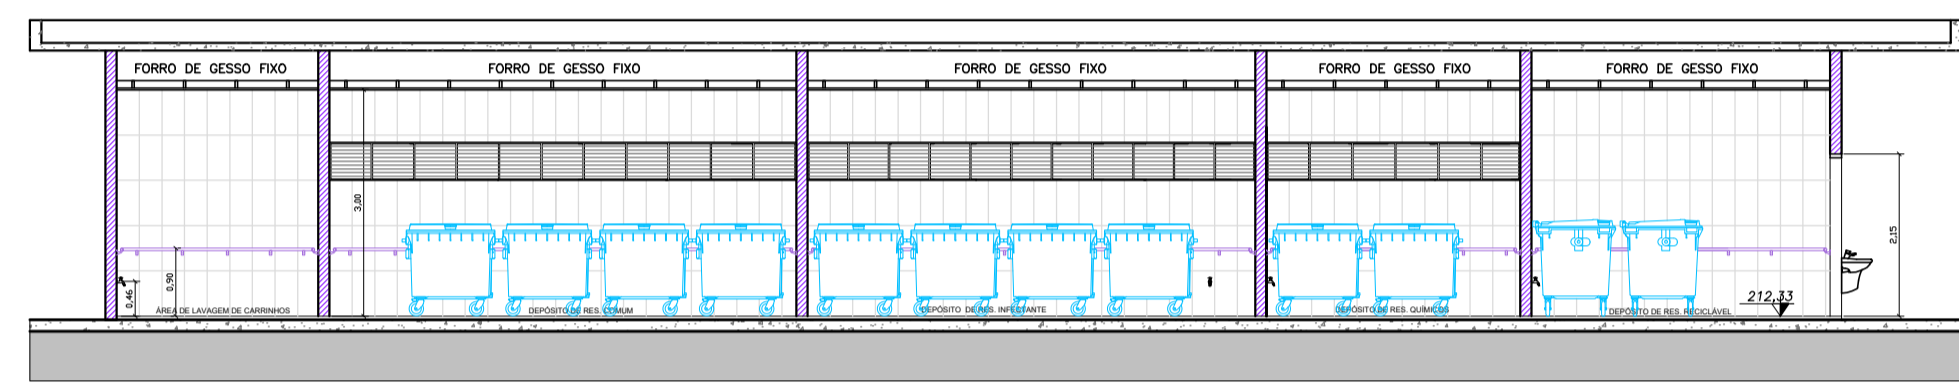 FORRO DE GESSO FIXO
FORRO DE GESSO FIXO
FORRO DE GESSO FIXO
FORRO DE GESSO FIXO
FORRO DE GESSO FIXO
3,00
2,15
0,90
0,46
212,33
ÁREA DE LAVAGEM DE CARRINHOS
DEPÓSITO DE RES. COMUM
DEPÓSITO DE RES. INFECTANTE
DEPÓSITO DE RES. QUÍMICOS
DEPÓSITO DE RES. RECICLÁVEL